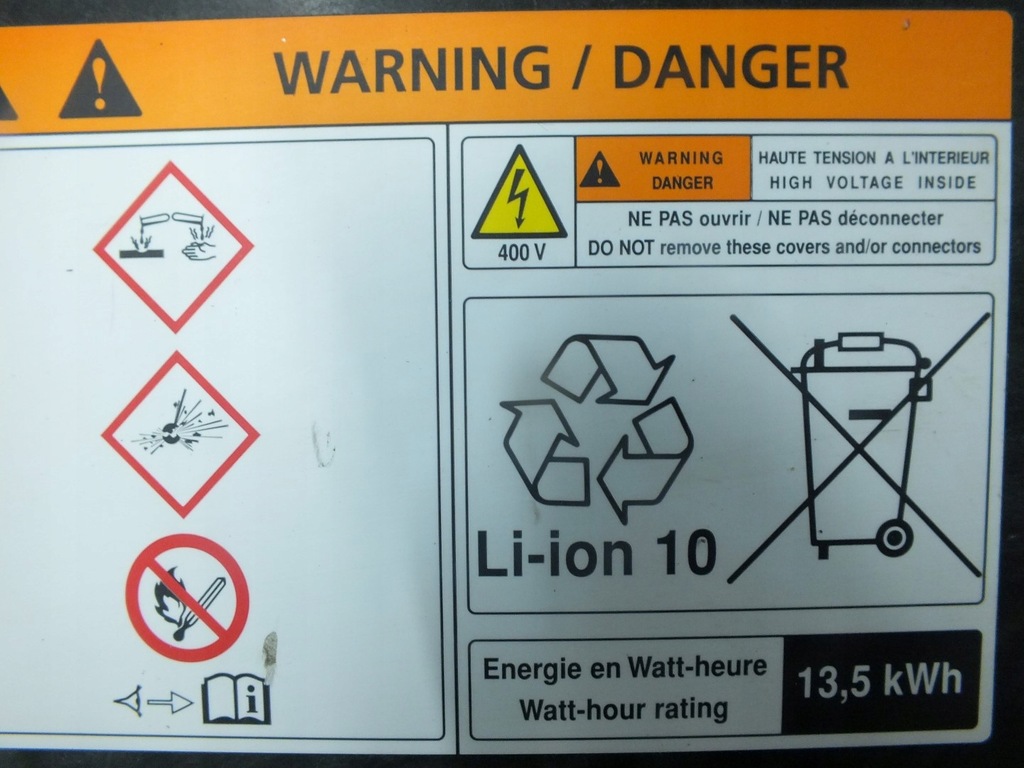 WARNING / DANGER
400 V
WARNING
DANGER
HAUTE TENSION A L'INTERIEUR
HIGH VOLTAGE INSIDE
NE PAS ouvrir / NE PAS déconnecter
DO NOT remove these covers and/or connectors
Li-ion 10
Energie en Watt-heure
Watt-hour rating
13,5 kWh